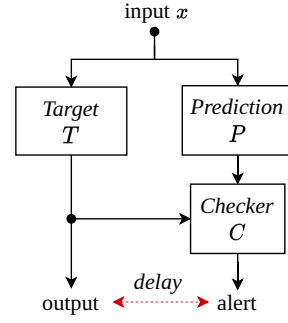 input x
Target
T
Prediction
P
Checker
C
delay
output
alert